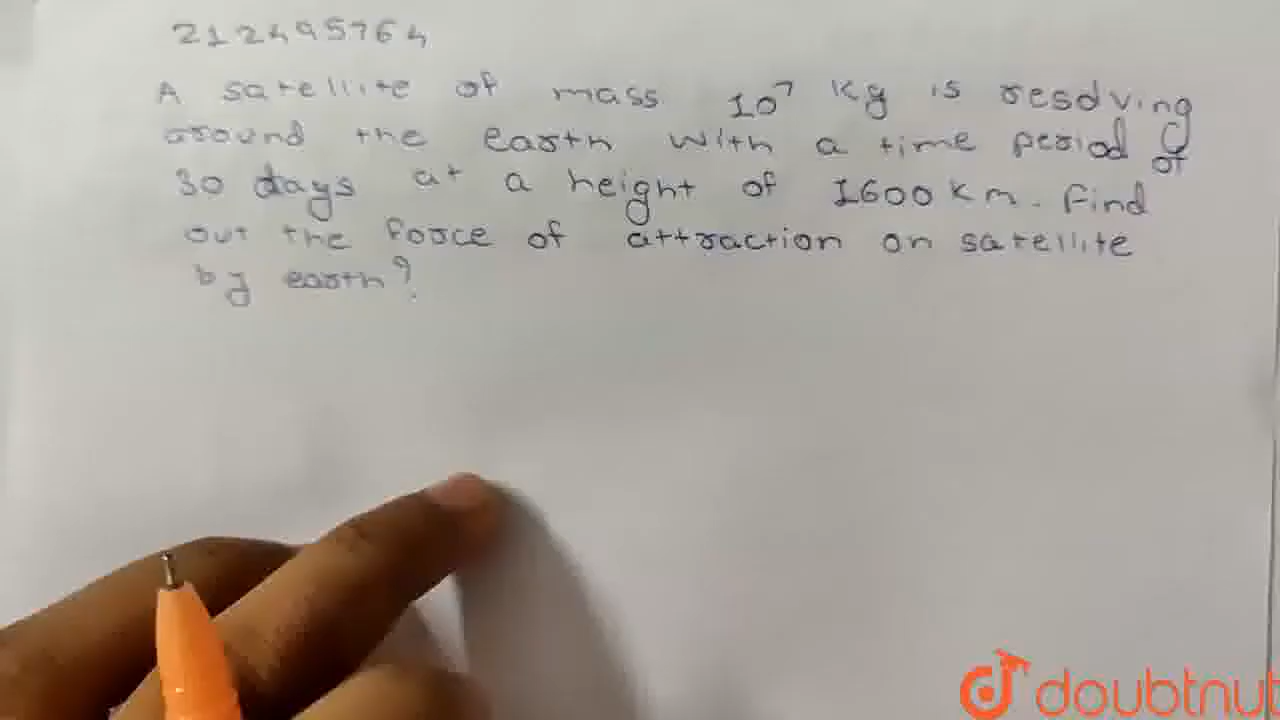 212495764
A satellite of mass 10⁷ Kg is resdving
around the earth with a time period of
30 days at a height of 1600 km. Find
out the force of attraction on satellite
by earth?
doubtnut